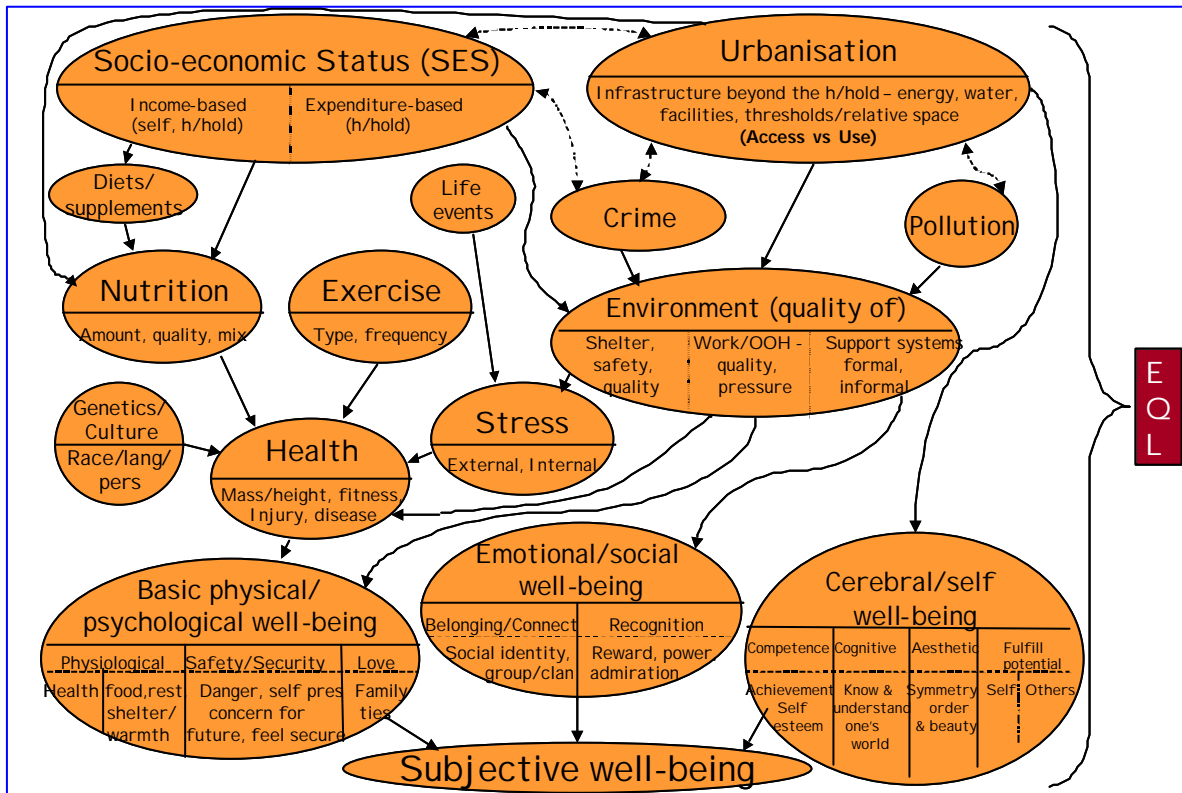 Socio-economic Status (SES)
Income-based
(self, h/hold)
Expenditure-based
(h/hold)
Urbanisation
Infrastructure beyond the h/hold – energy, water,
facilities, thresholds/relative space
(Access vs Use)
Diets/
supplements
Life
events
Crime
Pollution
Nutrition
Amount, quality, mix
Exercise
Type, frequency
Environment (quality of)
Shelter,
safety,
quality
Work/OOH -
quality,
pressure
Support systems
formal,
informal
E
Q
L
Genetics/
Culture
Race/lang/
pers
Health
Mass/height, fitness,
Injury, disease
Stress
External, Internal
Basic physical/
psychological well-being
Physiological
Safety/Security
Love
Health
food,rest
shelter/
warmth
Danger, self pres
concern for
future, feel secure
Family
ties
Emotional/social
well-being
Belonging/Connect
Recognition
Social identity,
group/clan
Reward, power,
admiration
Cerebral/self
well-being
Competence
Cognitive
Aesthetic
Fulfill
potential
Achievement
Self
esteem
Know &
understand
one's
world
Symmetry
order
& beauty
Self
Others
Subjective well-being